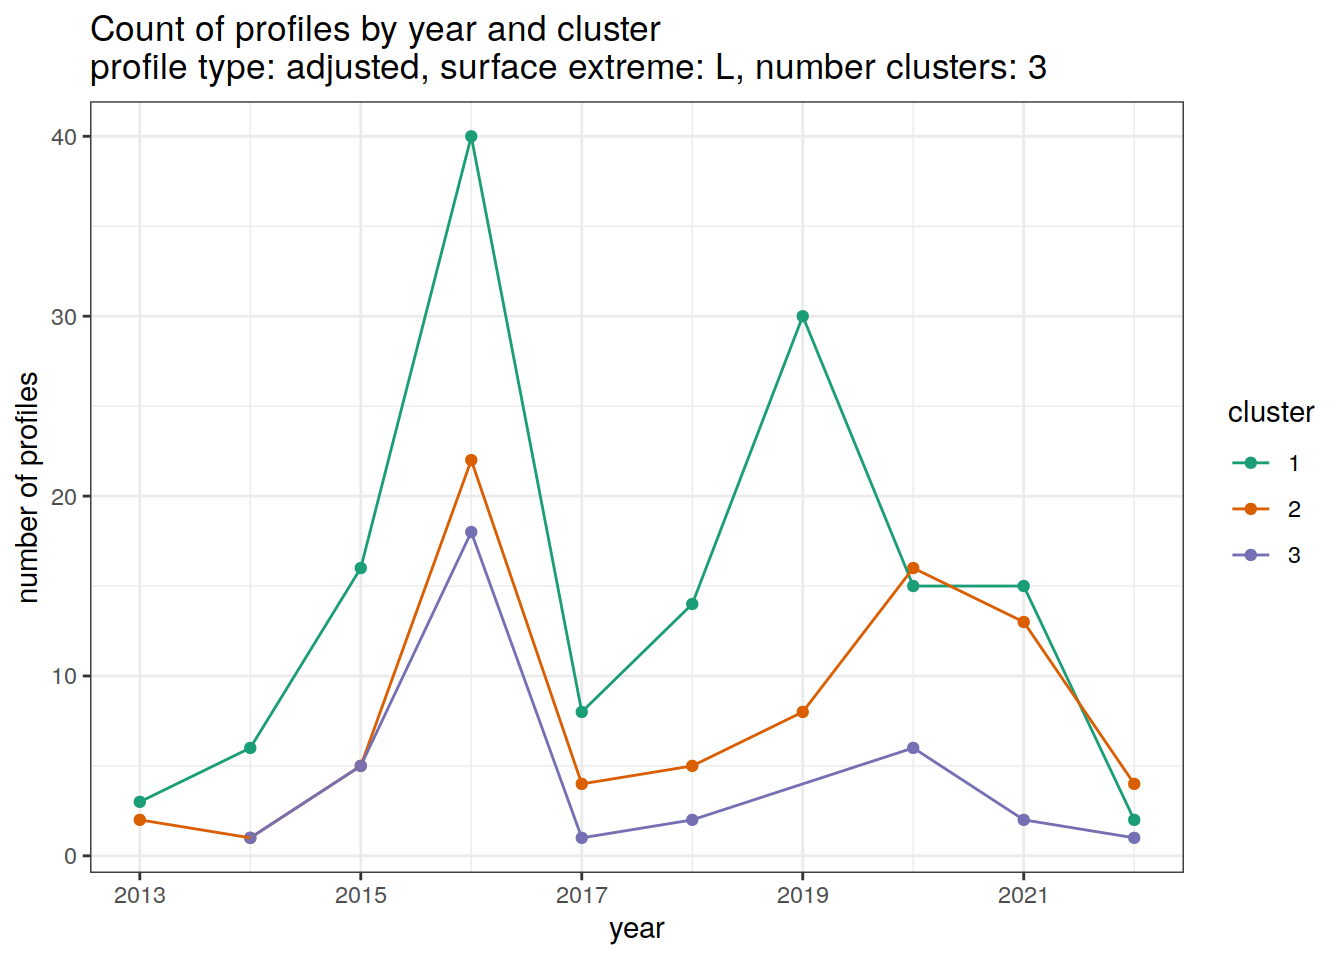 Count of profiles by year and cluster
profile type: adjusted, surface extreme: L, number clusters: 3
number of profiles
40
30
20
10
0
2013 2015 2017 2019 2021
year
cluster
1
2
3